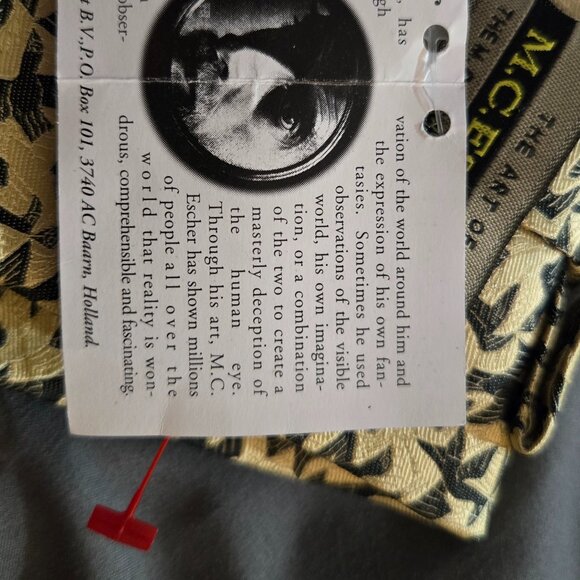 , has
obser-
vation of the world around him and
the expression of his own fan-
tasies. Sometimes he used
observations of the visible
world, his own imagina-
tion, or a combination
of the two to create a
masterly deception of
the human eye.
Through his art, M.C.
Escher has shown millions
of people all over the
world that reality is won-
drous, comprehensible and fascinating.
B.V., P.O. Box 101, 3740 AC Baarn, Holland.
THE ART OF
M.C.E
THE N